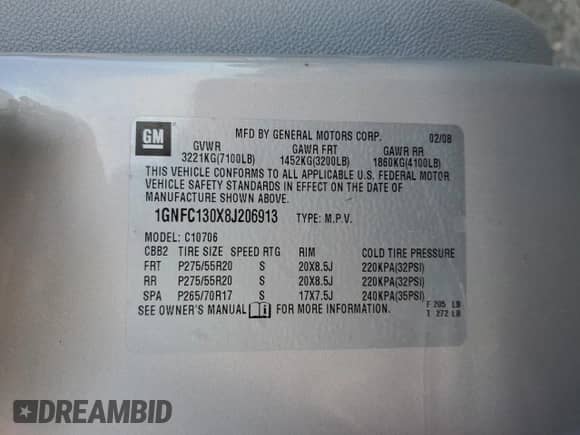 GM
MFD BY GENERAL MOTORS CORP. 02/08
GVWR GAWR FRT GAWR RR
3221KG(7100LB) 1452KG(3200LB) 1860KG(4100LB)
THIS VEHICLE CONFORMS TO ALL APPLICABLE U.S. FEDERAL MOTOR
VEHICLE SAFETY STANDARDS IN EFFECT ON THE DATE OF
MANUFACTURE SHOWN ABOVE.
1GNFC130X8J206913 TYPE: M.P.V.
MODEL: C10706
CBB2 TIRE SIZE SPEED RTG RIM COLD TIRE PRESSURE
FRT P275/55R20 S 20X8.5J 220KPA(32PSI)
RR P275/55R20 S 20X8.5J 220KPA(32PSI)
SPA P265/70R17 S 17X7.5J 240KPA(35PSI)
SEE OWNER'S MANUAL i FOR MORE INFORMATION. F 205 LB
T 272 LB
DREAMBID